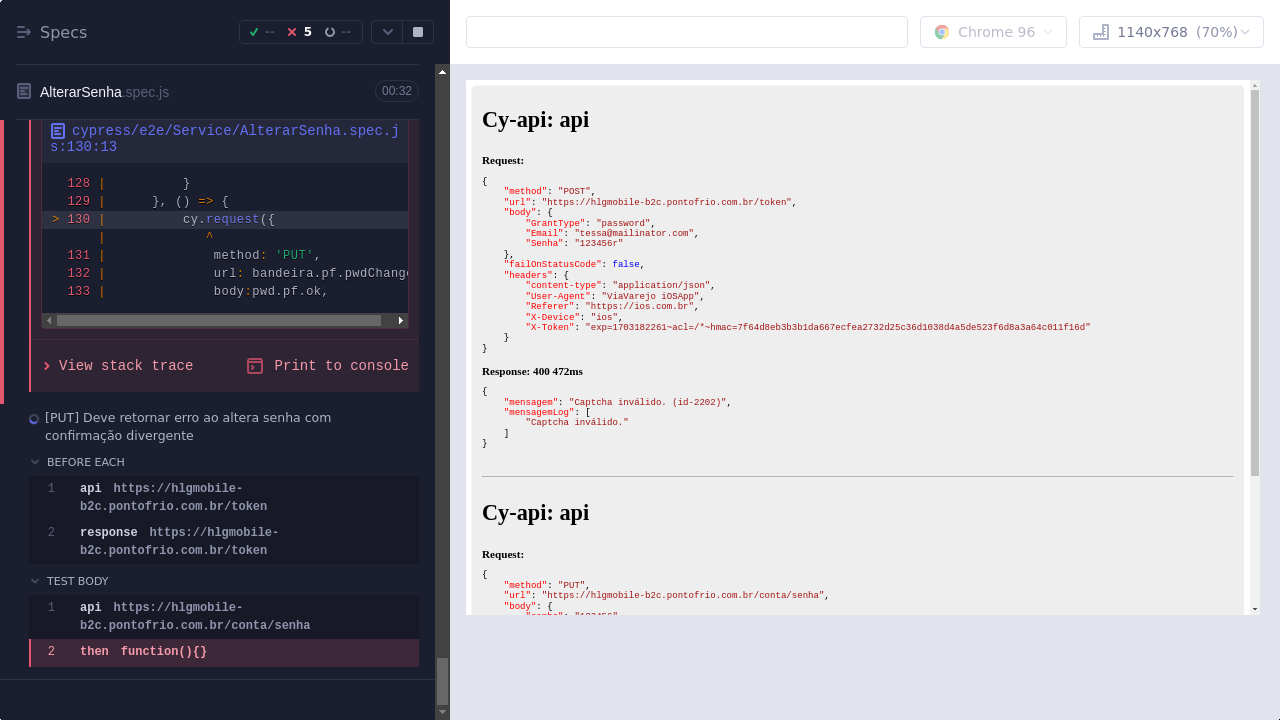 Specs
-- 5 --
AlterarSenha.spec.js 00:32
cypress/e2e/Service/AlterarSenha.spec.j
s:130:13
128 | }
129 | }, () => {
> 130 | cy.request({
| ^
131 | method: 'PUT',
132 | url: bandeira.pf.pwdChange
133 | body:pwd.pf.ok,
View stack trace Print to console
[PUT] Deve retornar erro ao altera senha com
confirmação divergente
BEFORE EACH
1 api https://hlgmobile-
b2c.pontofrio.com.br/token
2 response https://hlgmobile-
b2c.pontofrio.com.br/token
TEST BODY
1 api https://hlgmobile-
b2c.pontofrio.com.br/conta/senha
2 then function(){}
Chrome 96
1140x768 (70%)
Cy-api: api
Request:
{
"method": "POST",
"url": "https://hlgmobile-b2c.pontofrio.com.br/token",
"body": {
"GrantType": "password",
"Email": "tessa@mailinator.com",
"Senha": "123456r"
},
"failOnStatusCode": false,
"headers": {
"content-type": "application/json",
"User-Agent": "ViaVarejo iOSApp",
"Referer": "https://ios.com.br",
"X-Device": "ios",
"X-Token": "exp=1703182261~acl=/*~hmac=7f64d8eb3b3b1da667ecfea2732d25c36d1038d4a5de523f6d8a3a64c011f16d"
}
}
Response: 400 472ms
{
"mensagem": "Captcha inválido. (id-2202)",
"mensagemLog": [
"Captcha inválido."
]
}
Cy-api: api
Request:
{
"method": "PUT",
"url": "https://hlgmobile-b2c.pontofrio.com.br/conta/senha",
"body": {